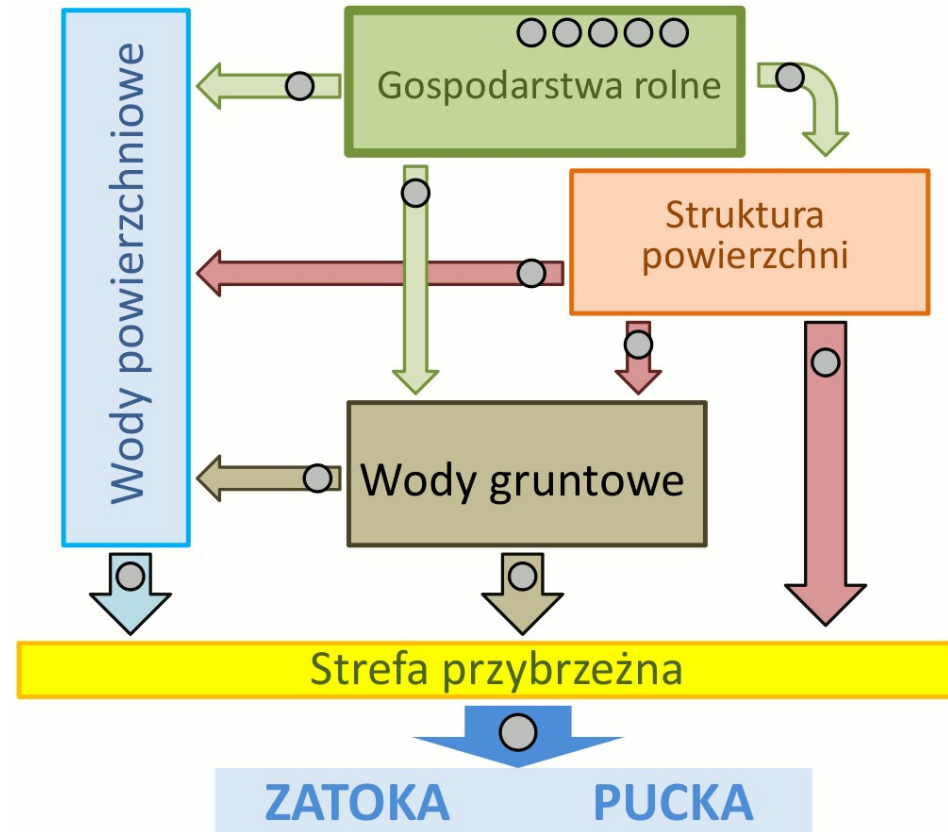 Gospodarstwa rolne
Wody powierzchniowe
Struktura
powierzchni
Wody gruntowe
Strefa przybrzeżna
ZATOKA PUCKA